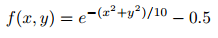 f(x, y) = e^{-(x^2+y^2)/10} - 0.5